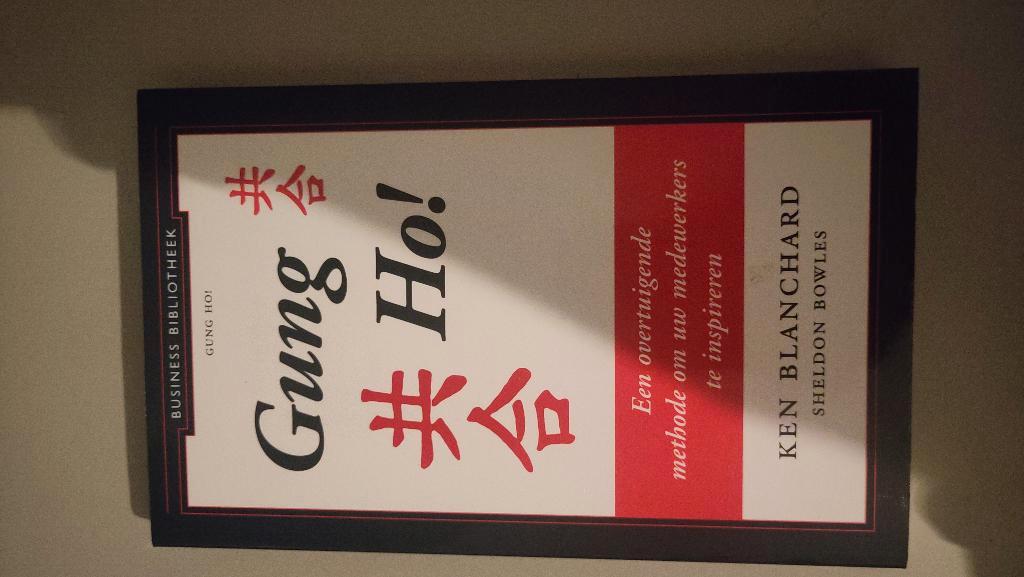 BUSINESS BIBLIOTHEEK
GUNG HO!
共
合
Gung
Ho!
共
合
Een overtuigende
methode om uw medewerkers
te inspireren
KEN BLANCHARD
SHELDON BOWLES